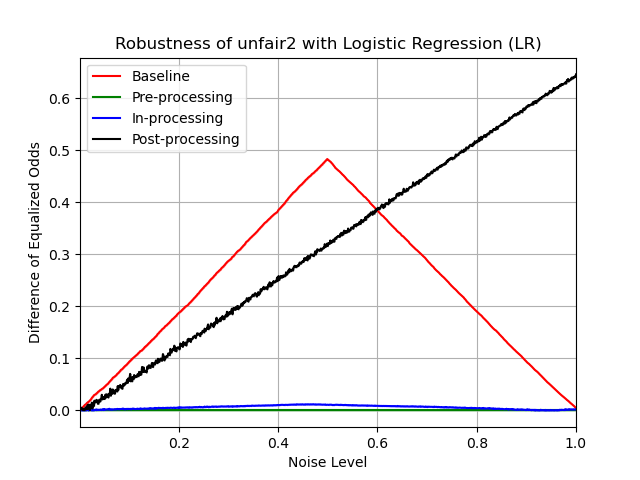 Robustness of unfair2 with Logistic Regression (LR)
Baseline
Pre-processing
In-processing
Post-processing
Difference of Equalized Odds
0.6
0.5
0.4
0.3
0.2
0.1
0.0
0.2
0.4
0.6
0.8
1.0
Noise Level